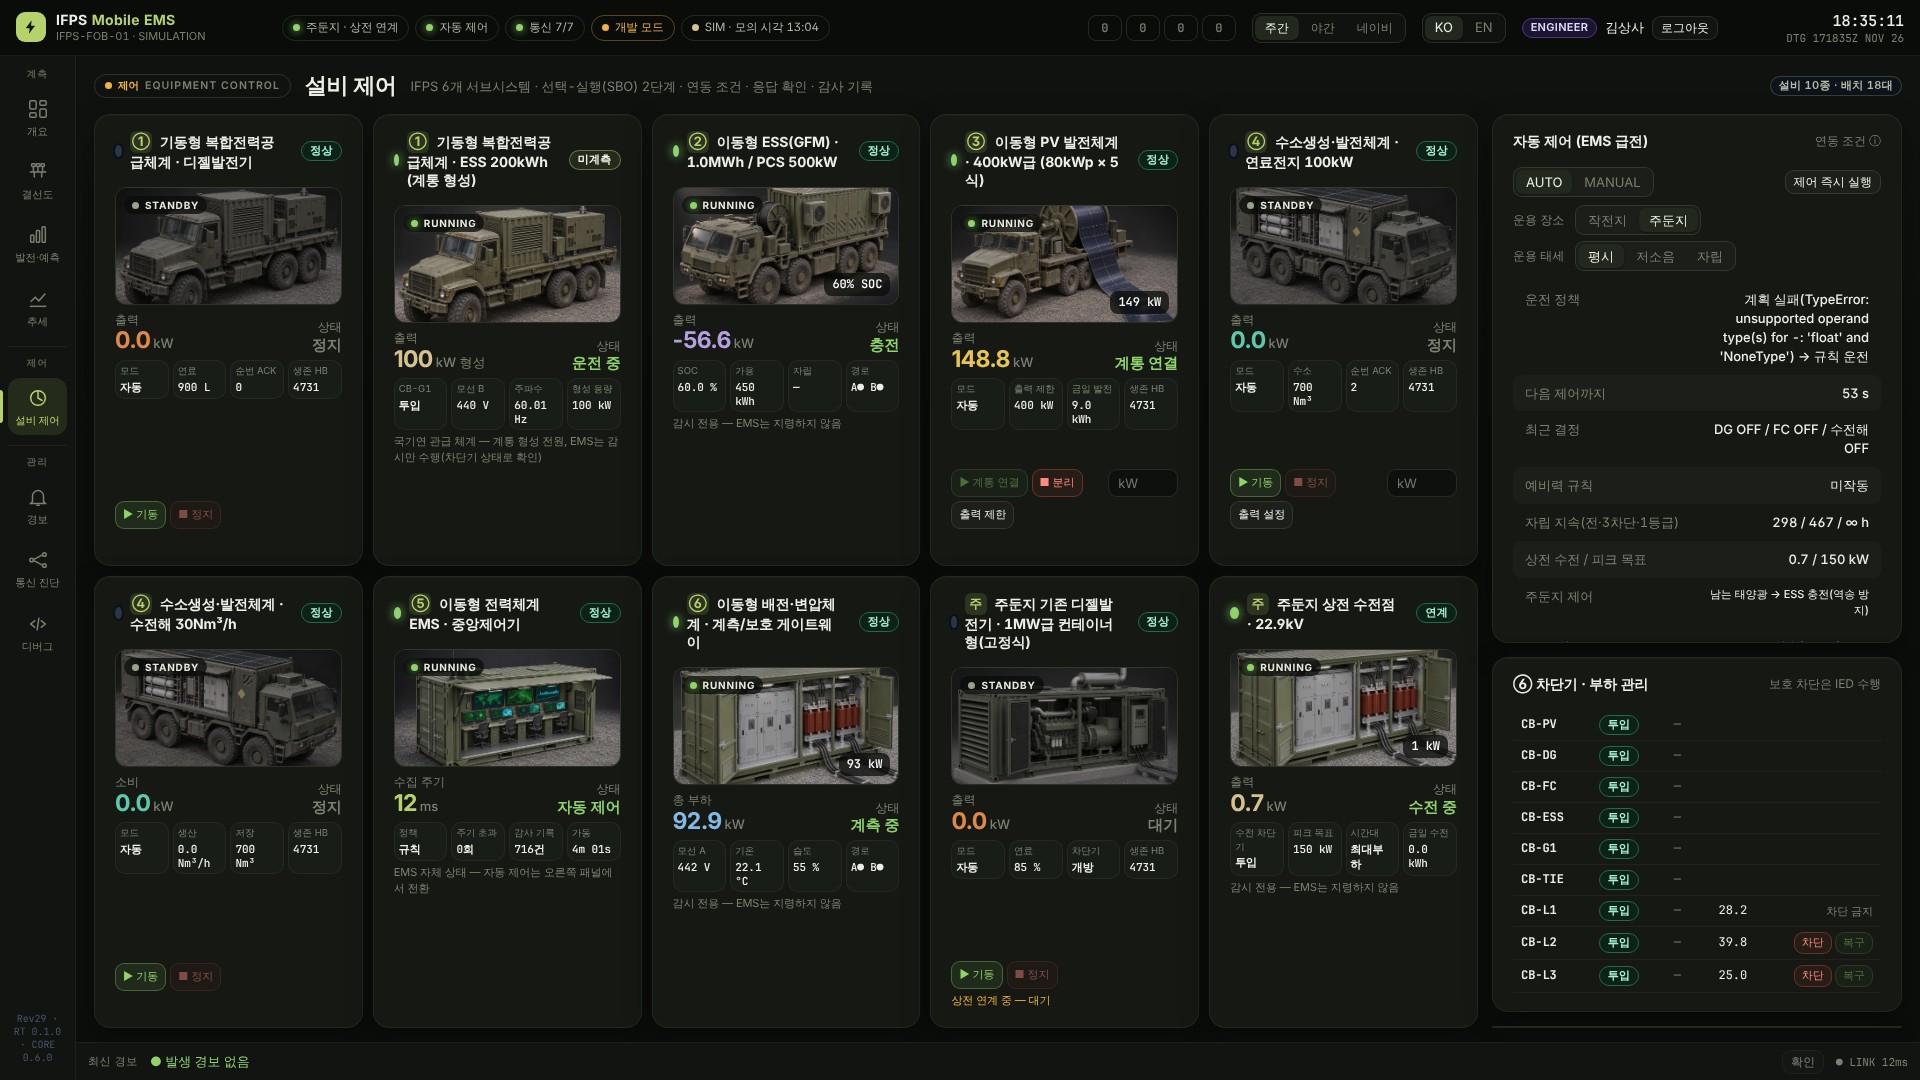 IFPS Mobile EMS
IFPS-FOB-01 · SIMULATION
주둔지 · 상전 연계
자동 제어
통신 7/7
개발 모드
SIM · 모의 시각 13:04
0 0 0 0
주간 야간 네이비
KO EN
ENGINEER 김상사 로그아웃
18:35:11
DTG 171835Z NOV 26
계측
개요
결선도
발전·예측
추세
제어
설비 제어
관리
경보
통신 진단
디버그
Rev29 ·
RT 0.1.0
· CORE
0.6.0
제어 EQUIPMENT CONTROL
설비 제어
IFPS 6개 서브시스템 · 선택-실행(SBO) 2단계 · 연동 조건 · 응답 확인 · 감사 기록
설비 10종 · 배치 18대
① 기동형 복합전력공
급체계 · 디젤발전기
정상
STANDBY
출력
0.0 kW
상태
정지
모드 자동
연료 900 L
순번 ACK 0
생존 HB 4731
▶ 기동 ■ 정지
① 기동형 복합전력공
급체계 · ESS 200kWh
(계통 형성)
미계측
RUNNING
출력
100 kW 형성
상태
운전 중
CB-G1 투입
모선 B 440 V
주파수 60.01 Hz
형성 용량 100 kW
국기연 관급 체계 — 계통 형성 전원, EMS는 감
시만 수행(차단기 상태로 확인)
② 이동형 ESS(GFM) ·
1.0MWh / PCS 500kW
정상
RUNNING
60% SOC
출력
-56.6 kW
상태
충전
SOC 60.0 %
가용 450 kWh
자립 —
경로 A● B●
감시 전용 — EMS는 지령하지 않음
③ 이동형 PV 발전체계
· 400kW급 (80kWp × 5
식)
정상
RUNNING
149 kW
출력
148.8 kW
상태
계통 연결
모드 자동
출력 제한 400 kW
금일 발전 9.0 kWh
생존 HB 4731
▶ 계통 연결 ■ 분리 kW
출력 제한
④ 수소생성·발전체계 ·
연료전지 100kW
정상
STANDBY
출력
0.0 kW
상태
정지
모드 자동
수소 700 Nm³
순번 ACK 2
생존 HB 4731
▶ 기동 ■ 정지 kW
출력 설정
④ 수소생성·발전체계 ·
수전해 30Nm³/h
정상
STANDBY
소비
0.0 kW
상태
정지
모드 자동
생산 0.0 Nm³/h
저장 700 Nm³
생존 HB 4731
▶ 기동 ■ 정지
⑤ 이동형 전력체계
EMS · 중앙제어기
정상
RUNNING
수집 주기
12 ms
상태
자동 제어
정책 규칙
주기 초과 0회
감사 기록 716건
가동 4m 01s
EMS 자체 상태 — 자동 제어는 오른쪽 패널에
서 전환
⑥ 이동형 배전·변압체
계 · 계측/보호 게이트웨
이
정상
RUNNING
93 kW
총 부하
92.9 kW
상태
계측 중
모선 A 442 V
기온 22.1 °C
습도 55 %
경로 A● B●
감시 전용 — EMS는 지령하지 않음
주 주둔지 기존 디젤발
전기 · 1MW급 컨테이너
형(고정식)
정상
STANDBY
출력
0.0 kW
상태
대기
모드 자동
연료 85 %
차단기 개방
생존 HB 4731
▶ 기동 ■ 정지
상전 연계 중 — 대기
주 주둔지 상전 수전점
· 22.9kV
연계
RUNNING
1 kW
출력
0.7 kW
상태
수전 중
수전 차단기 투입
피크 목표 150 kW
시간대 최대부하
금일 수전 0.0 kWh
감시 전용 — EMS는 지령하지 않음
자동 제어 (EMS 급전)
연동 조건 ⓘ
AUTO MANUAL
제어 즉시 실행
운용 장소 작전지 주둔지
운용 태세 평시 저소음 자립
운전 정책 계획 실패(TypeError:
unsupported operand
type(s) for -: 'float' and
'NoneType') → 규칙 운전
다음 제어까지 53 s
최근 결정 DG OFF / FC OFF / 수전해
OFF
예비력 규칙 미작동
자립 지속(전·3차단·1등급) 298 / 467 / ∞ h
상전 수전 / 피크 목표 0.7 / 150 kW
주둔지 제어 남는 태양광 → ESS 충전(역송 방
지)
⑥ 차단기 · 부하 관리
보호 차단은 IED 수행
CB-PV 투입 —
CB-DG 투입 —
CB-FC 투입 —
CB-ESS 투입 —
CB-G1 투입 —
CB-TIE 투입 —
CB-L1 투입 — 28.2 차단 금지
CB-L2 투입 — 39.8 차단 복구
CB-L3 투입 — 25.0 차단 복구
최신 경보 발생 경보 없음
확인
LINK 12ms